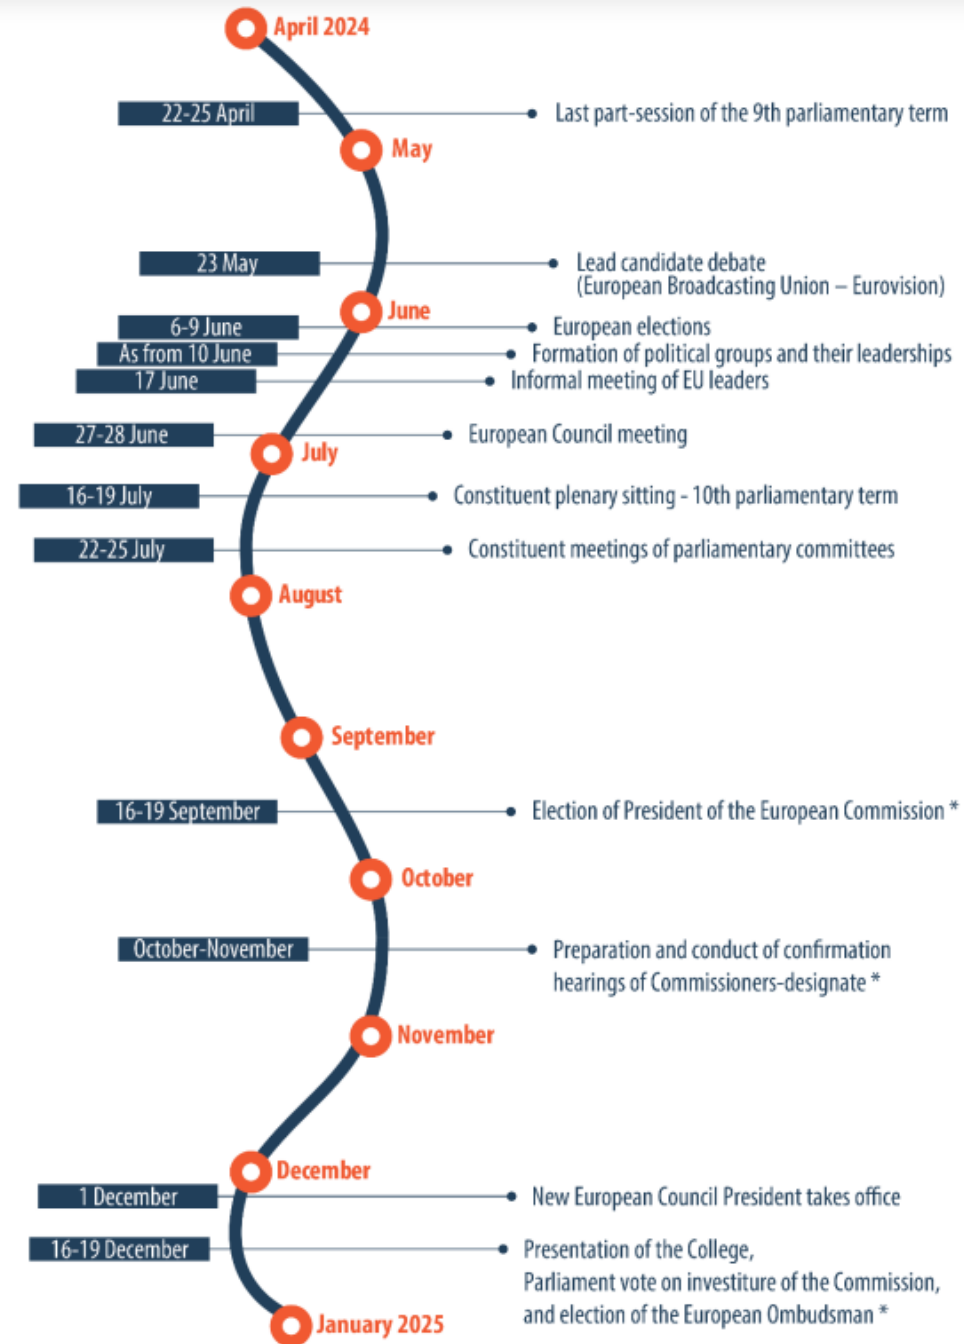 April 2024
22-25 April
Last part-session of the 9th parliamentary term
May
23 May
Lead candidate debate
(European Broadcasting Union – Eurovision)
June
6-9 June
European elections
As from 10 June
Formation of political groups and their leaderships
17 June
Informal meeting of EU leaders
27-28 June
European Council meeting
July
16-19 July
Constituent plenary sitting - 10th parliamentary term
22-25 July
Constituent meetings of parliamentary committees
August
September
16-19 September
Election of President of the European Commission *
October
October-November
Preparation and conduct of confirmation
hearings of Commissioners-designate *
November
December
1 December
New European Council President takes office
16-19 December
Presentation of the College,
Parliament vote on investiture of the Commission,
and election of the European Ombudsman *
January 2025